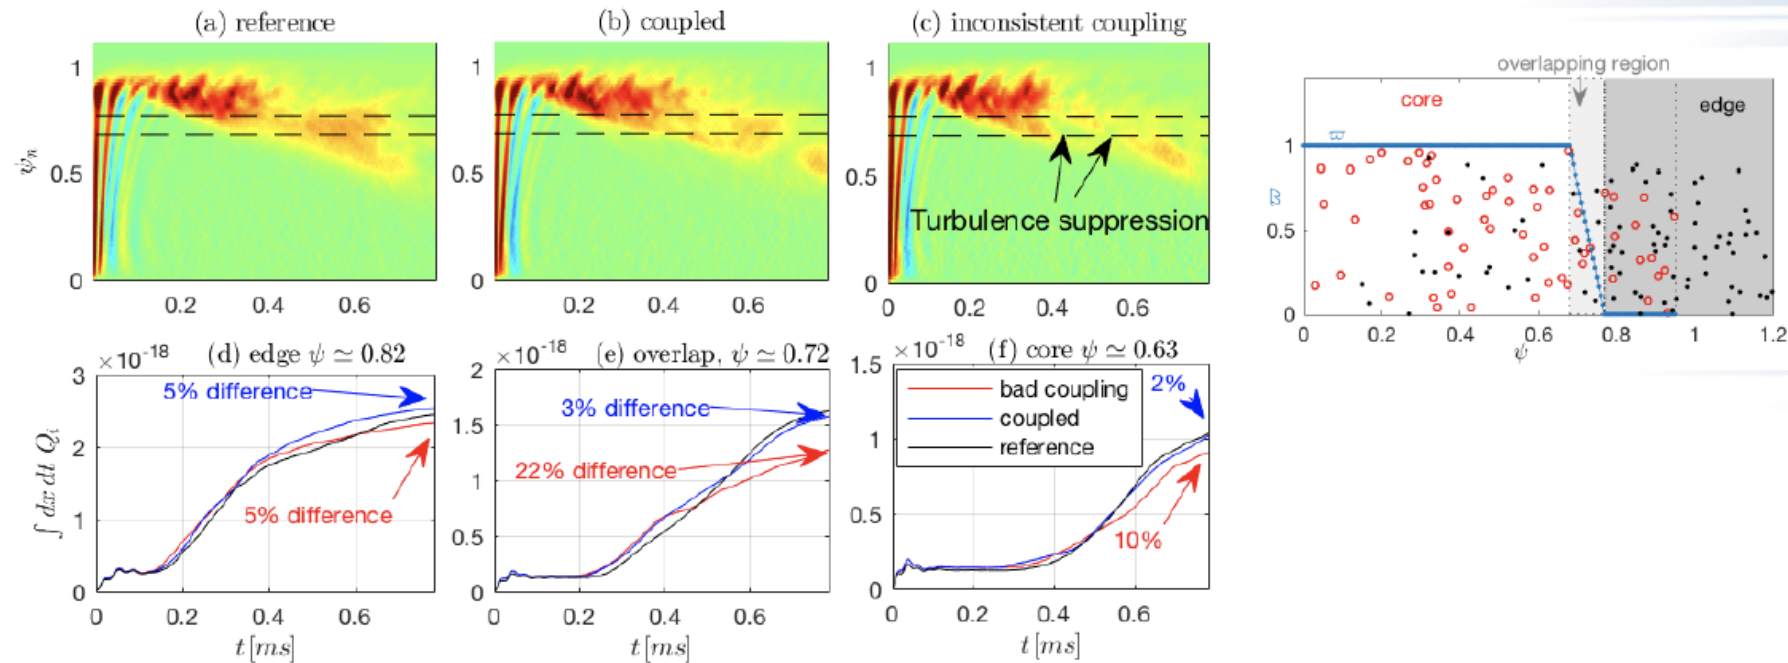 (a) reference
(b) coupled
(c) inconsistent coupling
1
0.5
0
ψ_n
0.2
0.4
0.6
1
0.5
0
0.2
0.4
0.6
1
0.5
0
0.2
0.4
0.6
Turbulence suppression
overlapping region
core
edge
ϖ
1
0.5
0
0
0.2
0.4
0.6
0.8
1
1.2
ψ
×10^-18
(d) edge ψ ≃ 0.82
3
2
1
0
5% difference
5% difference
∫ dx dt Q_i
0
0.2
0.4
0.6
t [ms]
×10^-18
(e) overlap, ψ ≃ 0.72
2
1.5
1
0.5
0
3% difference
22% difference
0
0.2
0.4
0.6
t [ms]
×10^-18
(f) core ψ ≃ 0.63
1.5
1
0.5
0
bad coupling
coupled
reference
2%
10%
0
0.2
0.4
0.6
t [ms]